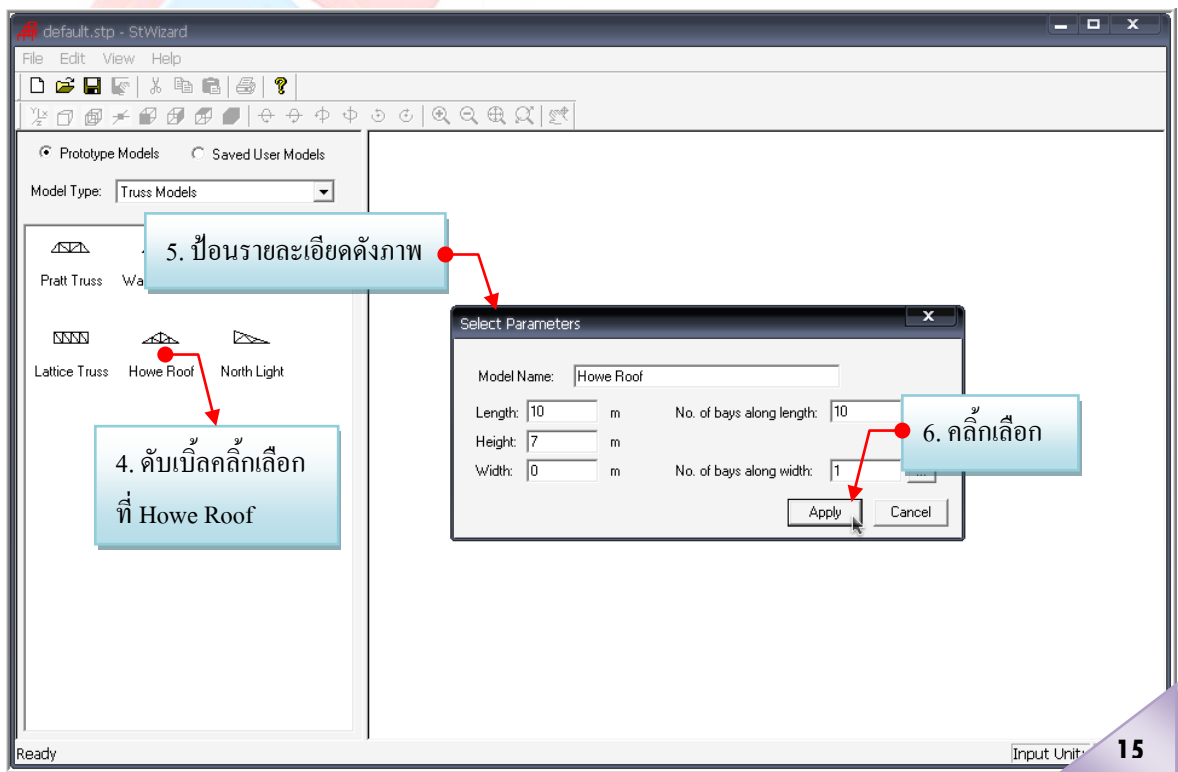 default.stp - StWizard
File Edit View Help
Prototype Models Saved User Models
Model Type: Truss Models
5. ป้อนรายละเอียดดังภาพ
Pratt Truss
Lattice Truss Howe Roof North Light
4. ดับเบิ้ลคลิ้กเลือก
ที่ Howe Roof
Select Parameters
Model Name: Howe Roof
Length: 10 m No. of bays along length: 10
Height: 7 m
Width: 0 m No. of bays along width: 1 ...
6. คลิ้กเลือก
Apply Cancel
Ready Input Unit:
15